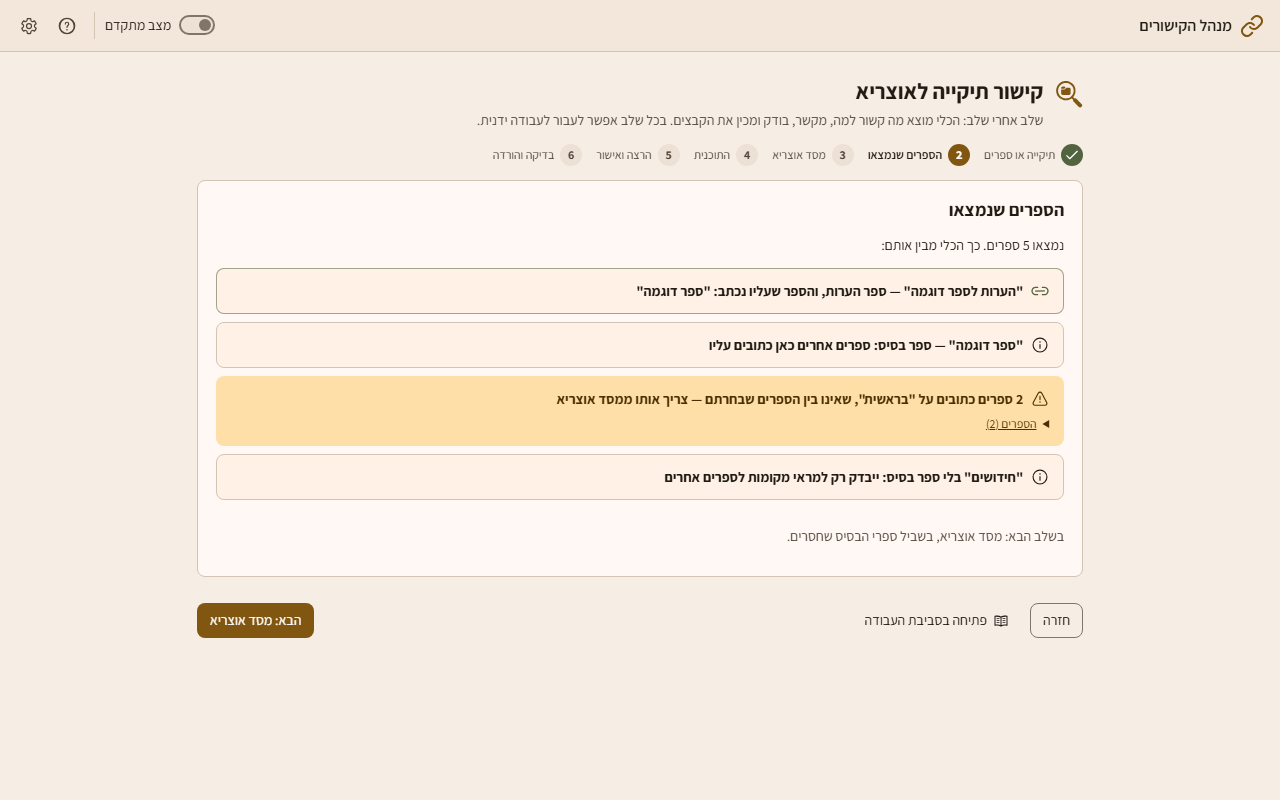 מנהל הקישורים
מצב מתקדם
קישור תיקייה לאוצריא
שלב אחרי שלב: הכלי מוצא מה קשור למה, מקשר, בודק ומכין את הקבצים. בכל שלב אפשר לעבור לעבודה ידנית.
תיקייה או ספרים
2 הספרים שנמצאו
3 מסד אוצריא
4 התוכנית
5 הרצה ואישור
6 בדיקה והורדה
הספרים שנמצאו
נמצאו 5 ספרים. כך הכלי מבין אותם:
"הערות לספר דוגמה" — ספר הערות, והספר שעליו נכתב: "ספר דוגמה"
"ספר דוגמה" — ספר בסיס: ספרים אחרים כאן כתובים עליו
2 ספרים כתובים על "בראשית", שאינו בין הספרים שבחרתם — צריך אותו ממסד אוצריא
הספרים (2)
"חידושים" בלי ספר בסיס: ייבדק רק למראי מקומות לספרים אחרים
בשלב הבא: מסד אוצריא, בשביל ספרי הבסיס שחסרים.
חזרה
פתיחה בסביבת העבודה
הבא: מסד אוצריא